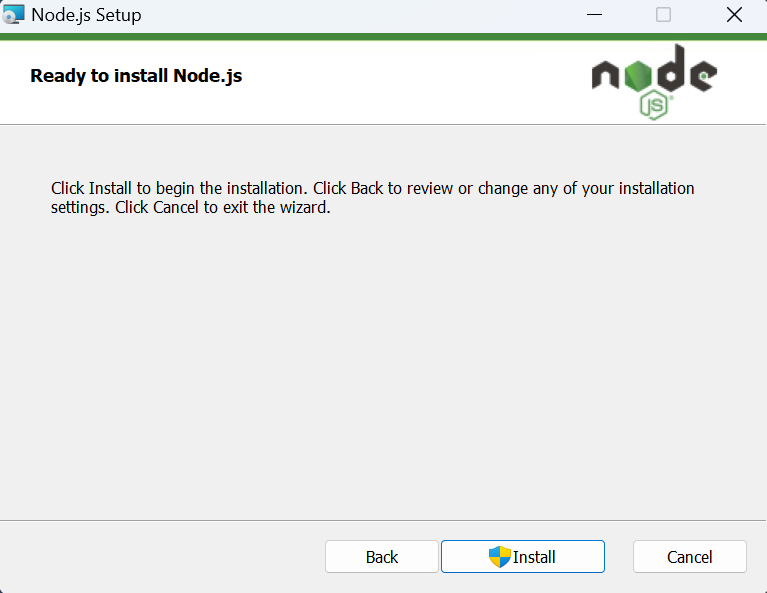 Node.js Setup
Ready to install Node.js
node
JS
Click Install to begin the installation. Click Back to review or change any of your installation
settings. Click Cancel to exit the wizard.
Back
Install
Cancel